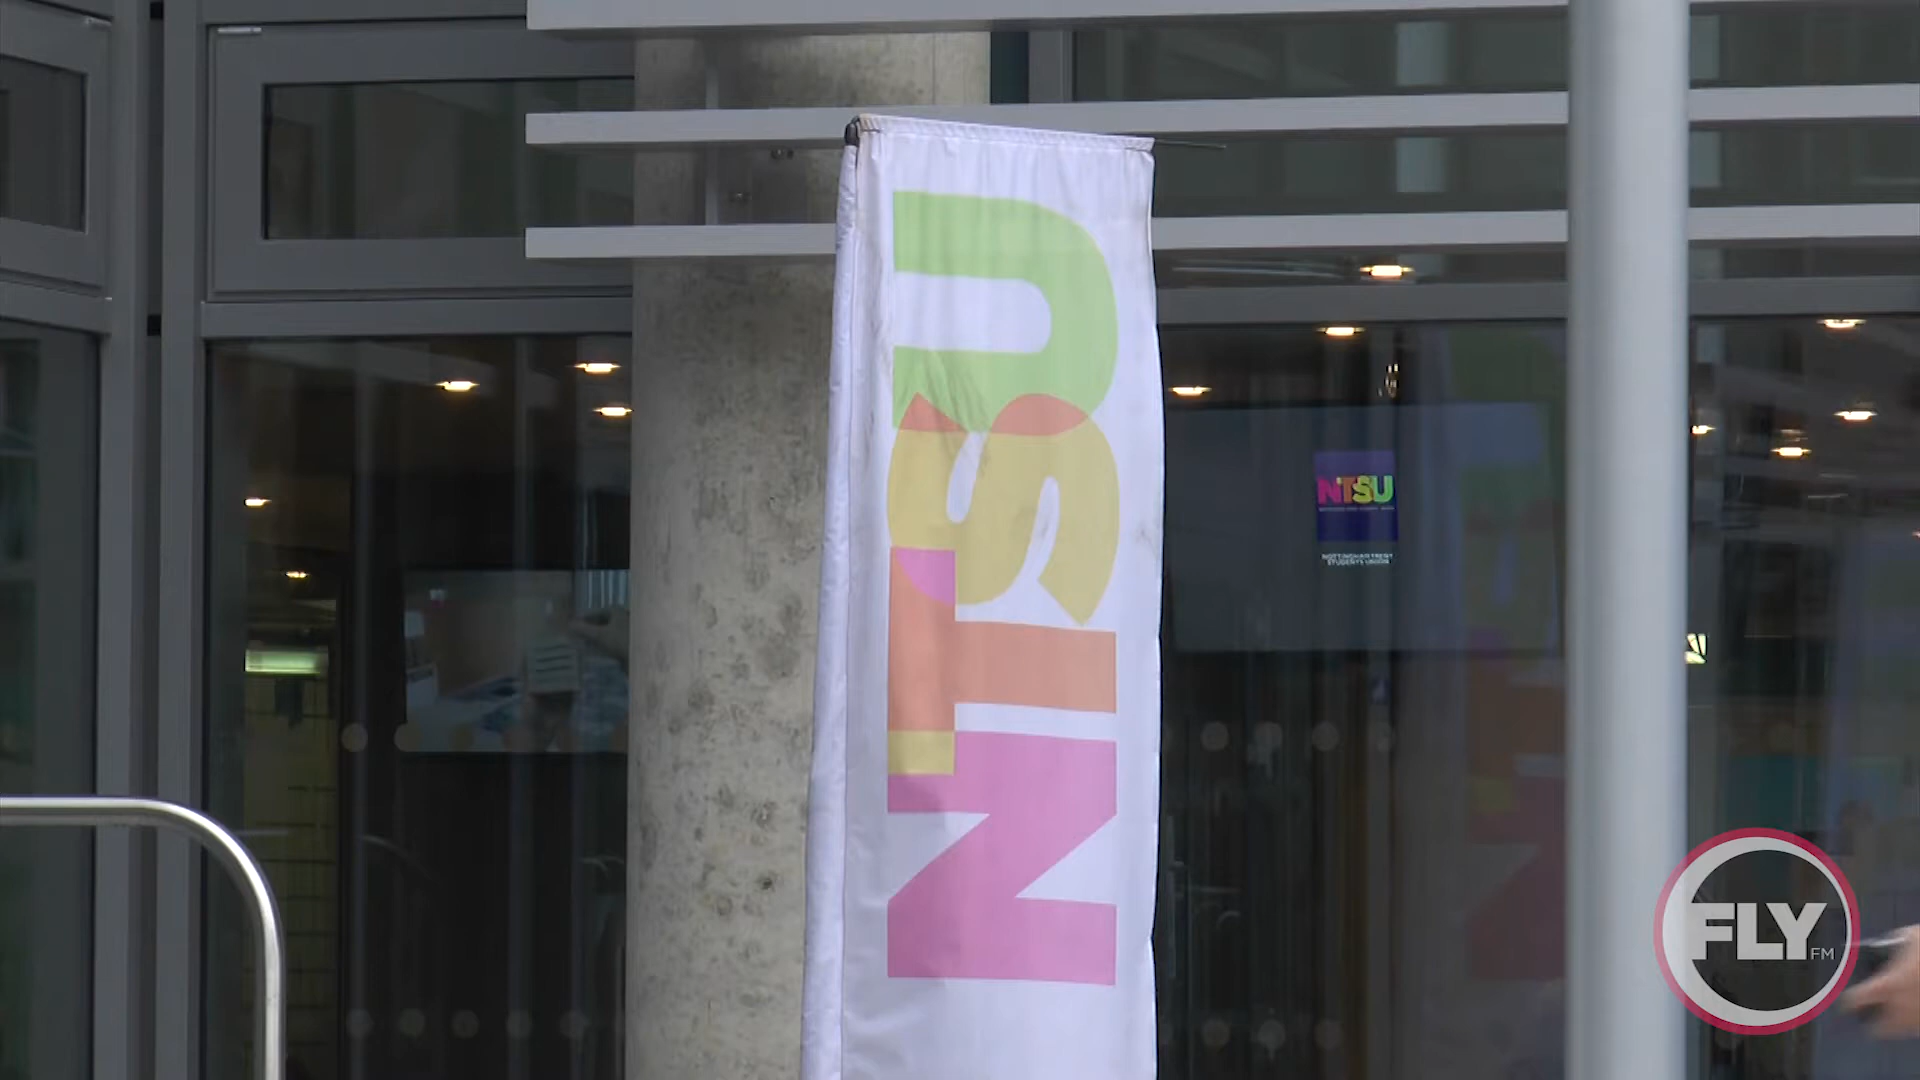 NTSU
NTSU
NOTTINGHAM TRENT
STUDENTS UNION
FLY FM